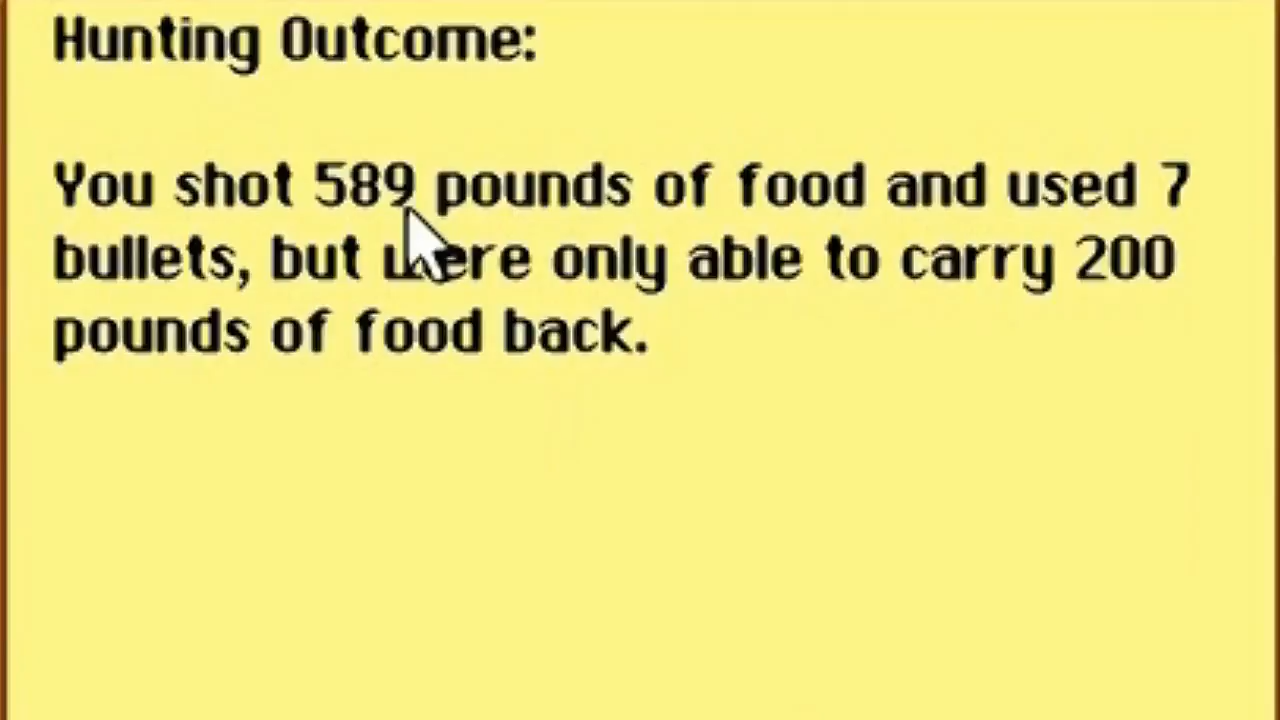 Hunting Outcome:
You shot 589 pounds of food and used 7
bullets, but were only able to carry 200
pounds of food back.